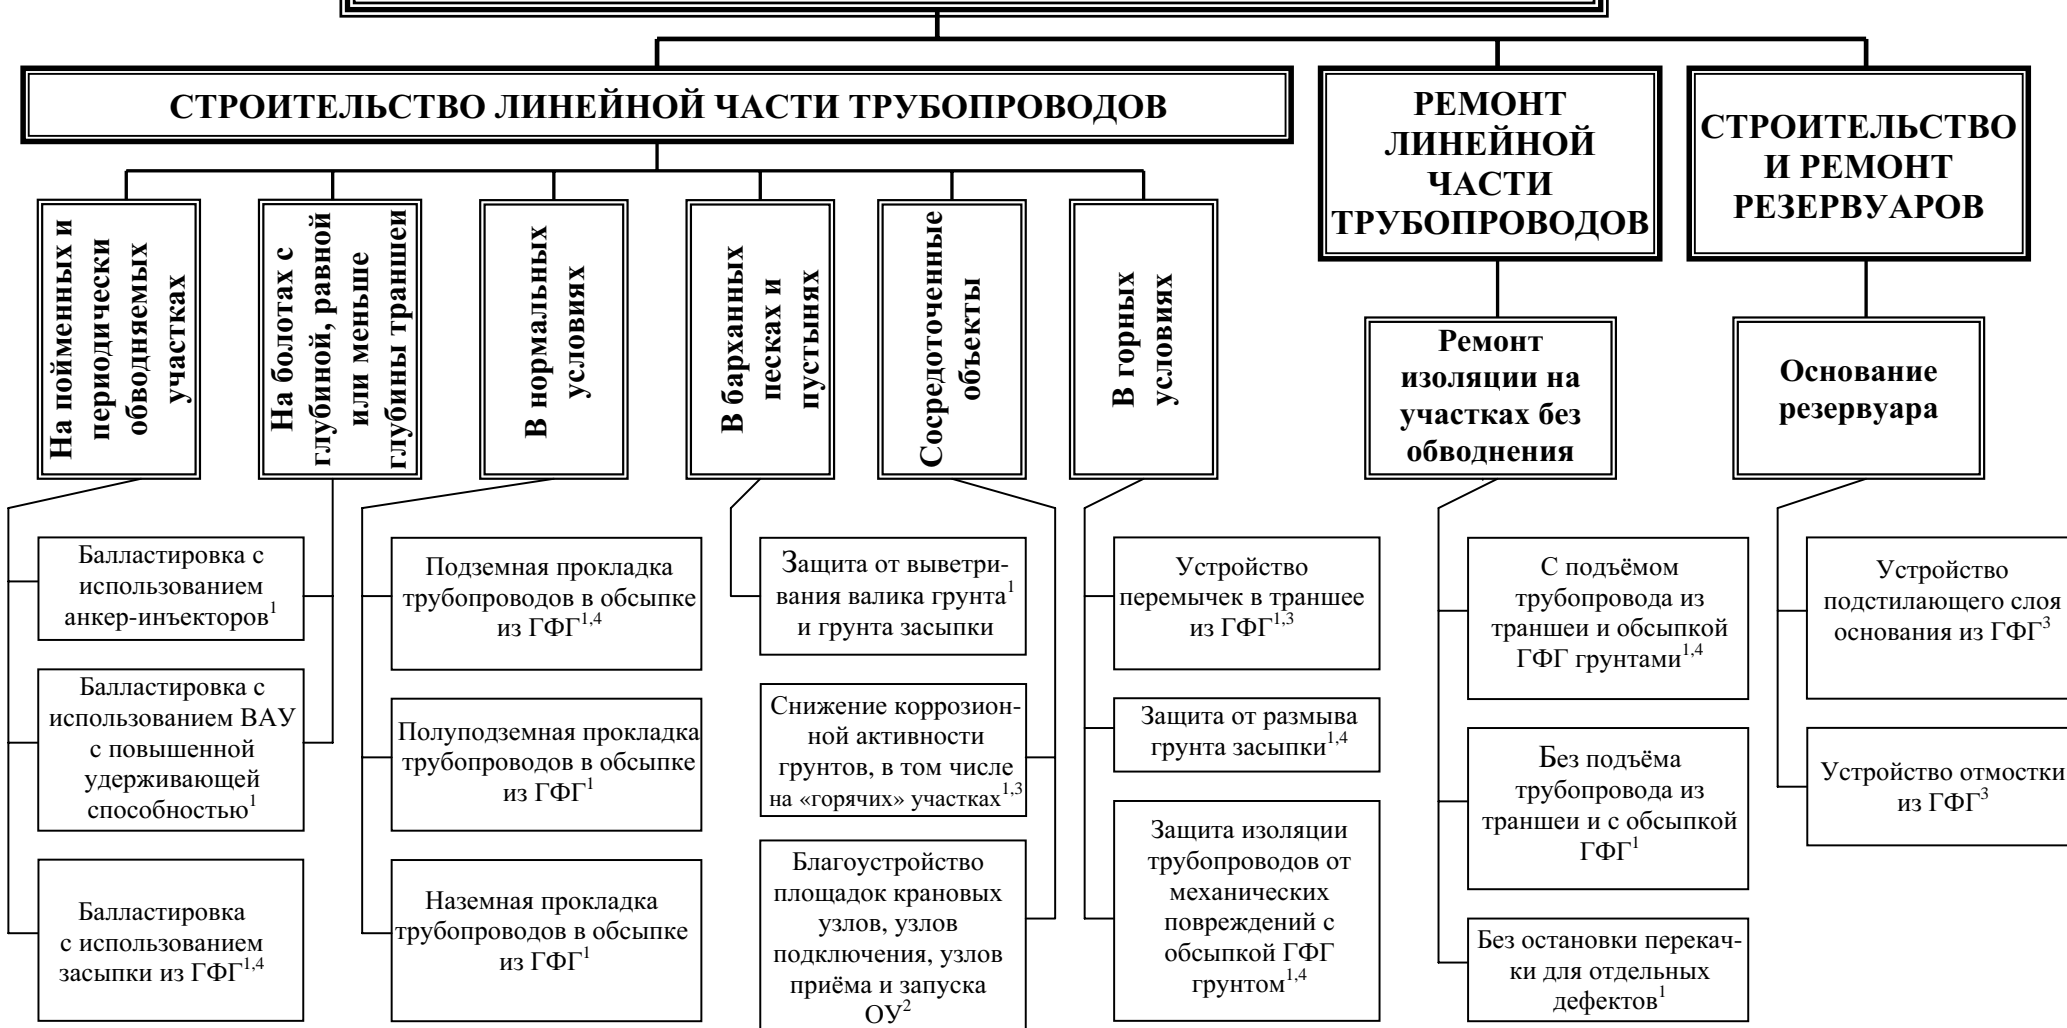 СТРОИТЕЛЬСТВО ЛИНЕЙНОЙ ЧАСТИ ТРУБОПРОВОДОВ
РЕМОНТ
ЛИНЕЙНОЙ
ЧАСТИ
ТРУБОПРОВОДОВ
СТРОИТЕЛЬСТВО
И РЕМОНТ
РЕЗЕРВУАРОВ
На пойменных и
периодически
обводняемых
участках
На болотах с
глубиной, равной
или меньше
глубины траншеи
В нормальных
условиях
В барханных
песках и
пустынях
Сосредоточенные
объекты
В горных
условиях
Ремонт
изоляции на
участках без
обводнения
Основание
резервуара
Балластировка с
использованием
анкер-инъекторов¹
Балластировка с
использованием ВАУ
с повышенной
удерживающей
способностью¹
Балластировка
с использованием
засыпки из ГФГ¹,⁴
Подземная прокладка
трубопроводов в обсыпке
из ГФГ¹,⁴
Полуподземная прокладка
трубопроводов в обсыпке
из ГФГ¹
Наземная прокладка
трубопроводов в обсыпке
из ГФГ¹
Защита от выветри-
вания валика грунта¹
и грунта засыпки
Снижение коррозион-
ной активности
грунтов, в том числе
на «горячих» участках¹,³
Благоустройство
площадок крановых
узлов, узлов
подключения, узлов
приёма и запуска
ОУ²
Устройство
перемычек в траншее
из ГФГ¹,³
Защита от размыва
грунта засыпки¹,⁴
Защита изоляции
трубопроводов от
механических
повреждений с
обсыпкой ГФГ
грунтом¹,⁴
С подъёмом
трубопровода из
траншеи и обсыпкой
ГФГ грунтами¹,⁴
Без подъёма
трубопровода из
траншеи и с обсыпкой
ГФГ¹
Без остановки перекач-
ки для отдельных
дефектов¹
Устройство
подстилающего слоя
основания из ГФГ³
Устройство отмостки
из ГФГ³